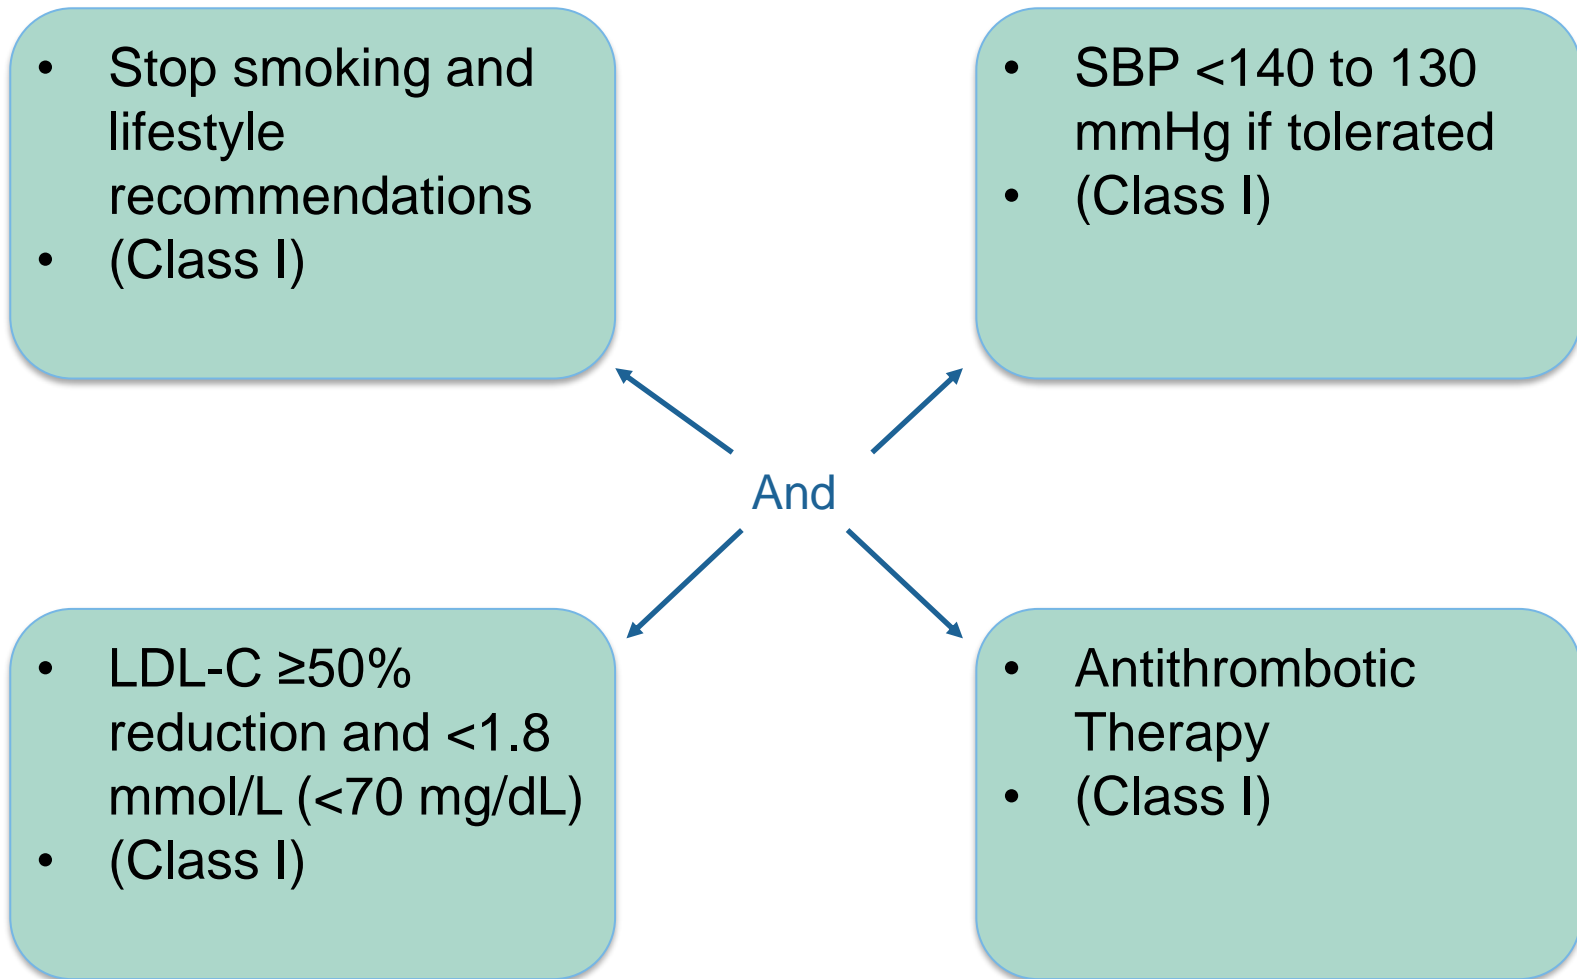 • Stop smoking and
lifestyle
recommendations
• (Class I)
• SBP <140 to 130
mmHg if tolerated
• (Class I)
And
• LDL-C ≥50%
reduction and <1.8
mmol/L (<70 mg/dL)
• (Class I)
• Antithrombotic
Therapy
• (Class I)